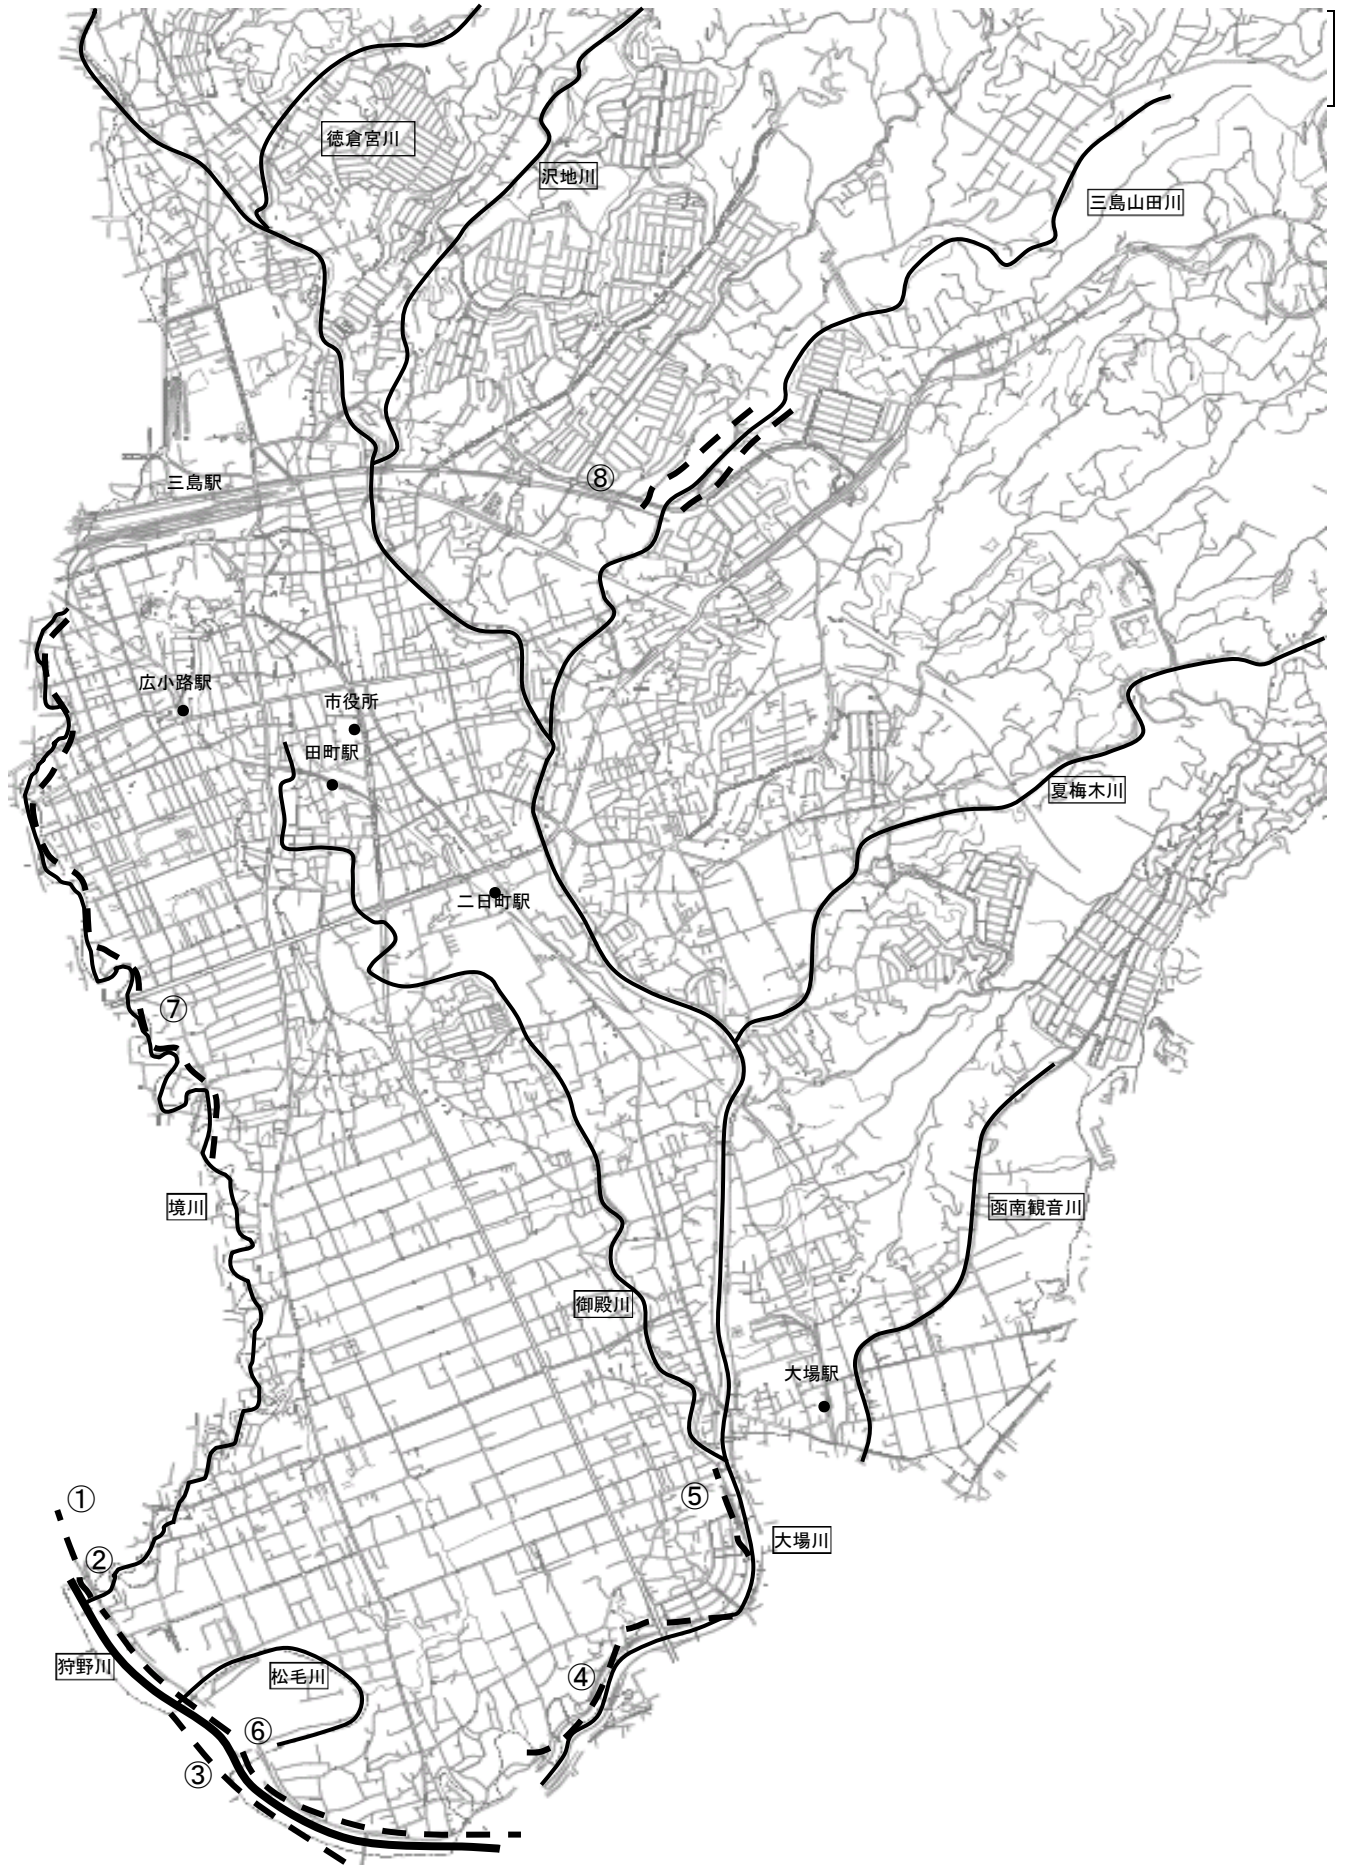 徳倉宮川
沢地川
三島山田川
三島駅
⑧
広小路駅
市役所
田町駅
夏梅木川
二日町駅
⑦
境川
函南観音川
御殿川
大場駅
①
⑤
②
大場川
狩野川
松毛川
④
⑥
③